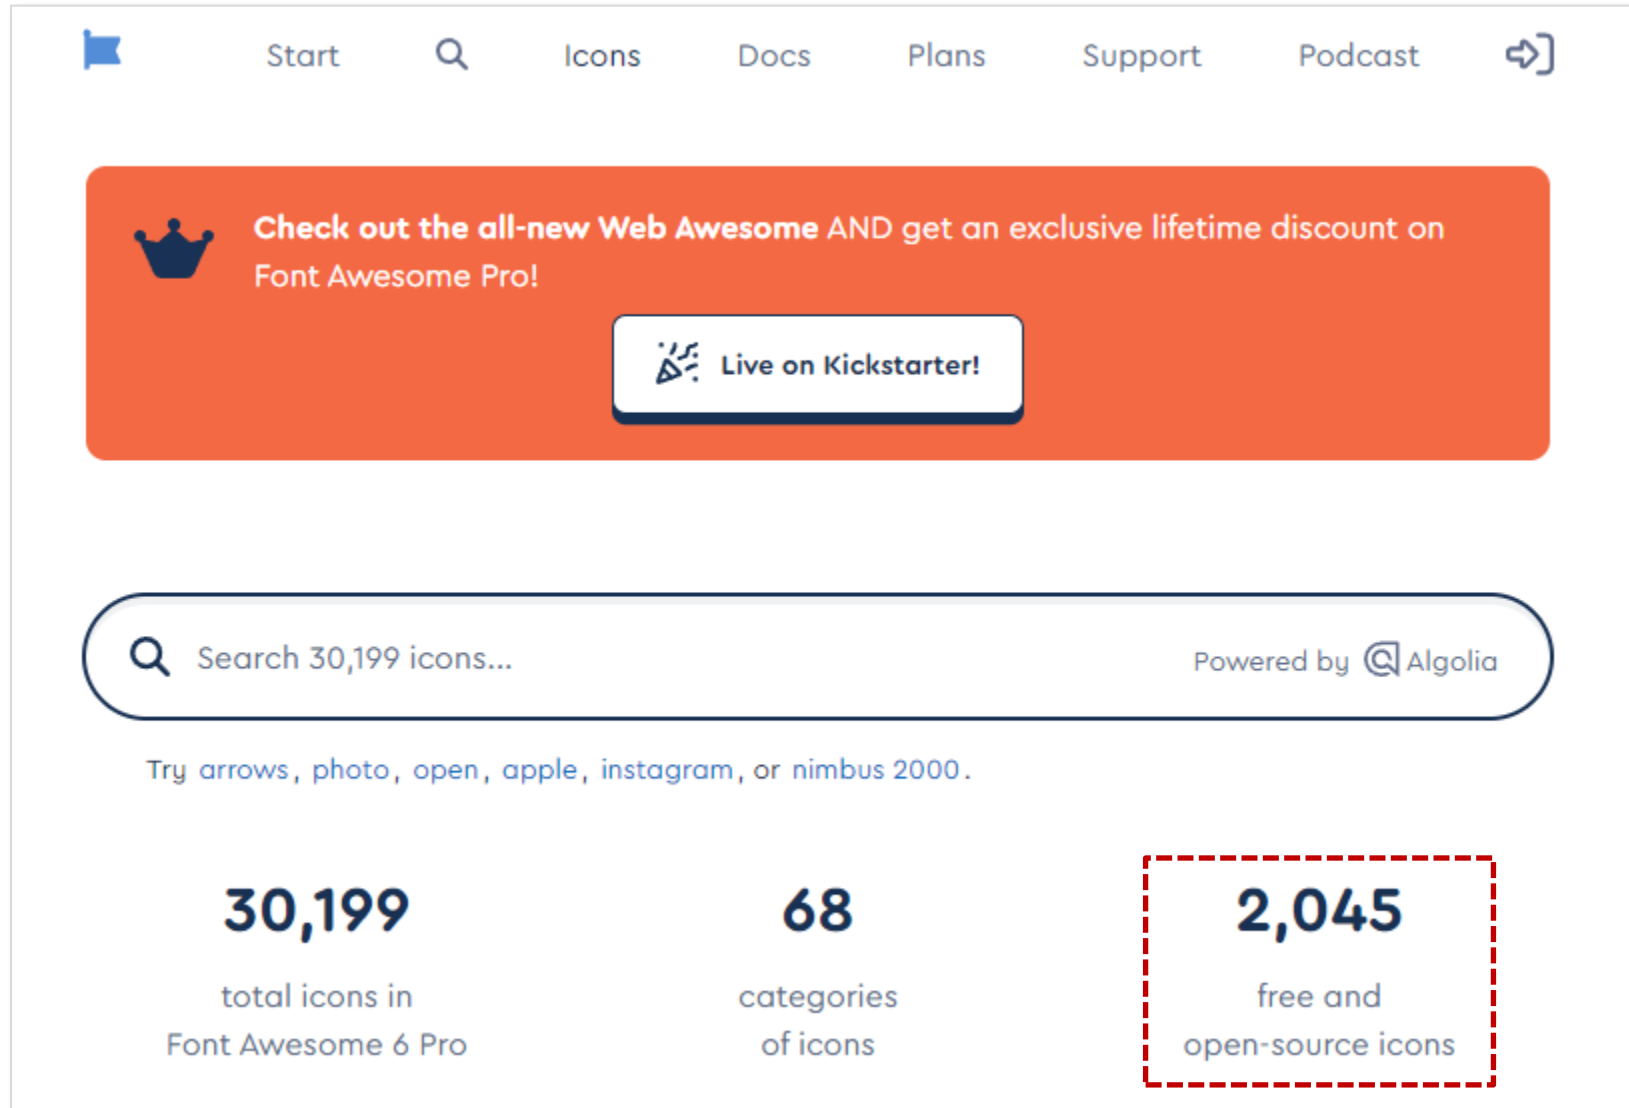 Start Icons Docs Plans Support Podcast
Check out the all-new Web Awesome AND get an exclusive lifetime discount on
Font Awesome Pro!
Live on Kickstarter!
Search 30,199 icons...
Powered by Algolia
Try arrows, photo, open, apple, instagram, or nimbus 2000.
30,199
total icons in
Font Awesome 6 Pro
68
categories
of icons
2,045
free and
open-source icons